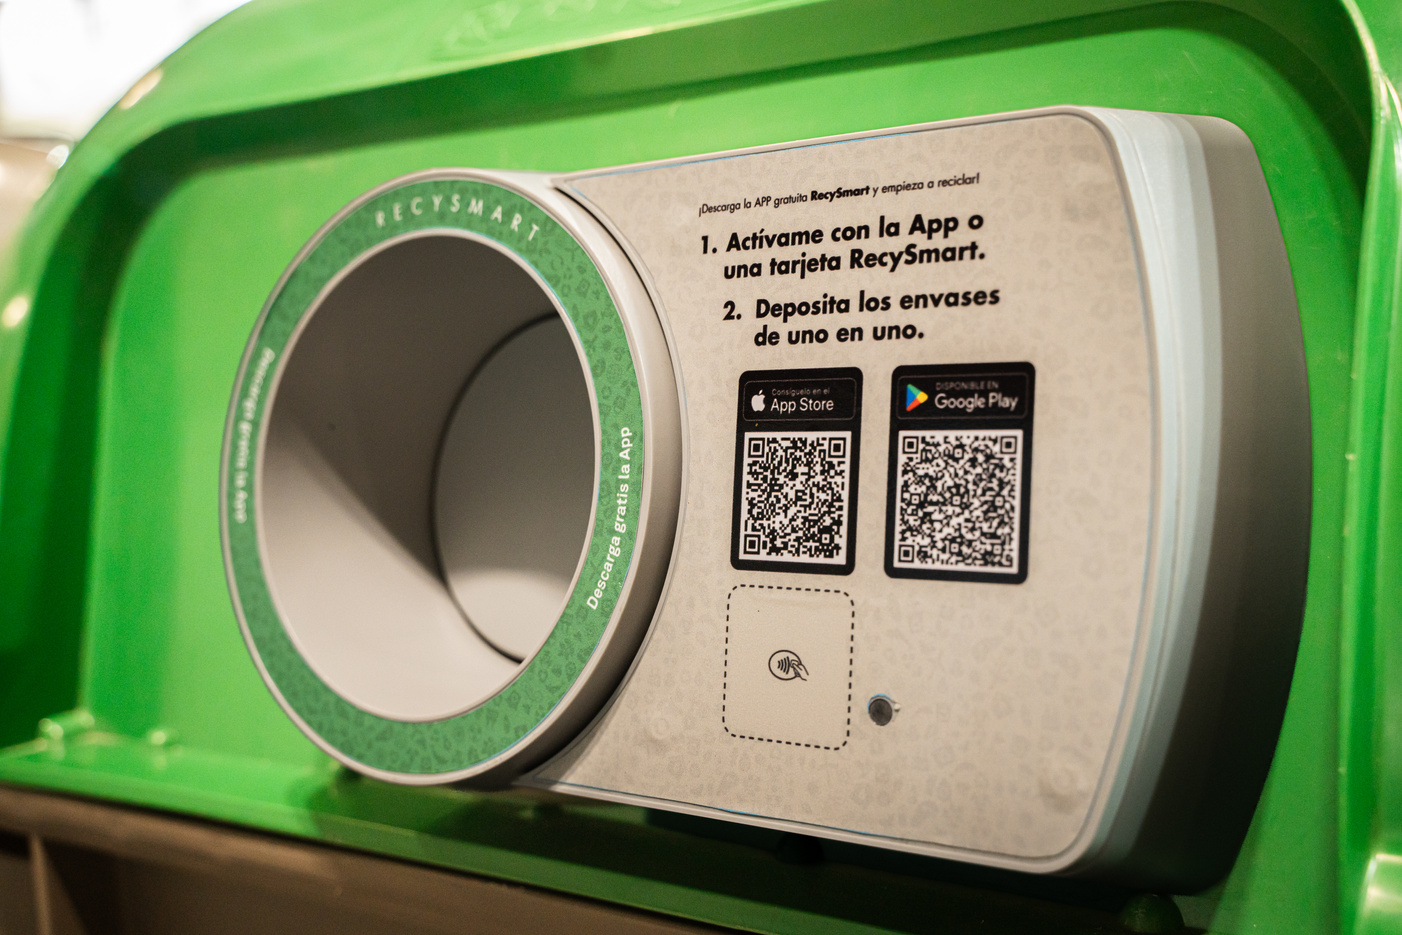 RECYSMART
Descarga gratis la App
Descarga gratis la App
¡Descarga la APP gratuita RecySmart y empieza a reciclar!
1. Actívame con la App o
una tarjeta RecySmart.
2. Deposita los envases
de uno en uno.
Consíguelo en el
App Store
DISPONIBLE EN
Google Play